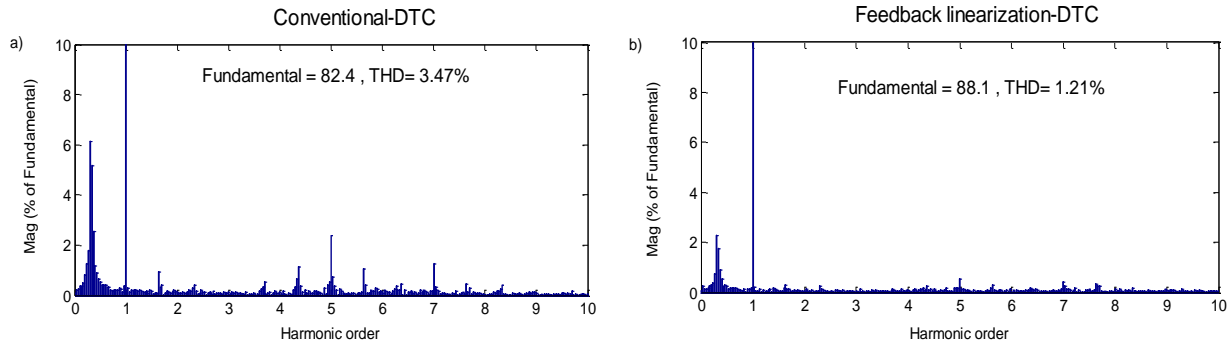 Conventional-DTC
a)
10
8
6
4
2
0
Mag (% of Fundamental)
Fundamental = 82.4 , THD= 3.47%
0 1 2 3 4 5 6 7 8 9 10
Harmonic order
Feedback linearization-DTC
b)
10
8
6
4
2
0
Mag (% of Fundamental)
Fundamental = 88.1 , THD= 1.21%
0 1 2 3 4 5 6 7 8 9 10
Harmonic order